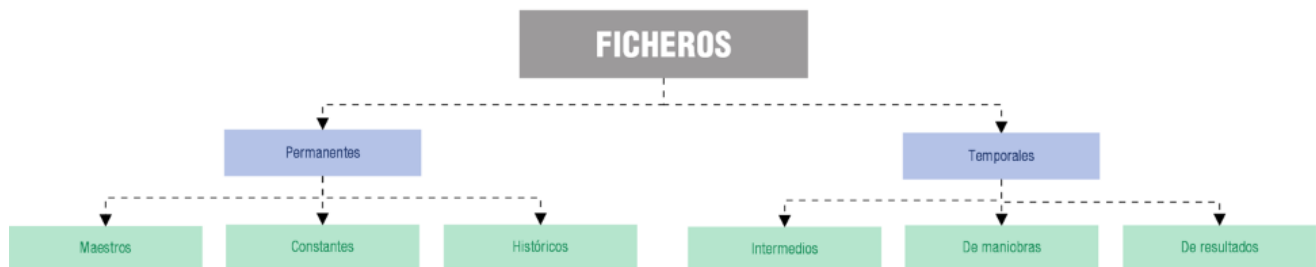 FICHEROS
Permanentes
Temporales
Maestros
Constantes
Históricos
Intermedios
De maniobras
De resultados